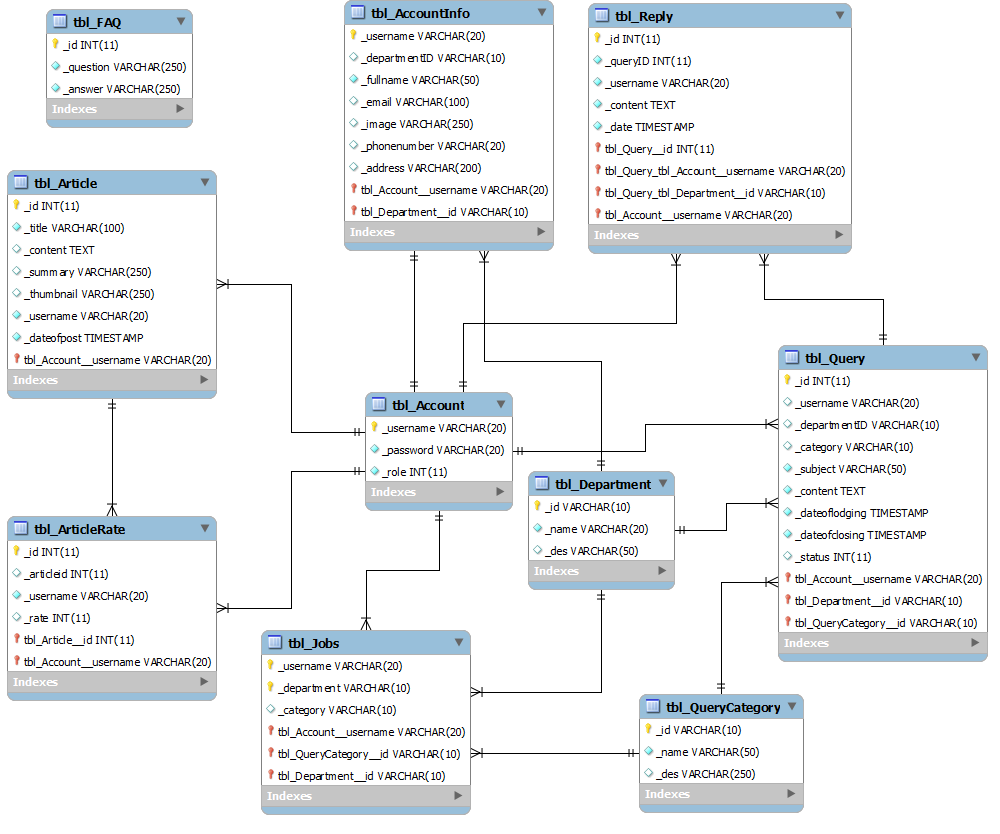 tbl_FAQ
_id INT(11)
_question VARCHAR(250)
_answer VARCHAR(250)
Indexes
tbl_AccountInfo
_username VARCHAR(20)
_departmentID VARCHAR(10)
_fullname VARCHAR(50)
_email VARCHAR(100)
_image VARCHAR(250)
_phonenumber VARCHAR(20)
_address VARCHAR(200)
tbl_Account__username VARCHAR(20)
tbl_Department__id VARCHAR(10)
Indexes
tbl_Reply
_id INT(11)
_queryID INT(11)
_username VARCHAR(20)
_content TEXT
_date TIMESTAMP
tbl_Query__id INT(11)
tbl_Query_tbl_Account__username VARCHAR(20)
tbl_Query_tbl_Department__id VARCHAR(10)
tbl_Account__username VARCHAR(20)
Indexes
tbl_Article
_id INT(11)
_title VARCHAR(100)
_content TEXT
_summary VARCHAR(250)
_thumbnail VARCHAR(250)
_username VARCHAR(20)
_dateofpost TIMESTAMP
tbl_Account__username VARCHAR(20)
Indexes
tbl_Account
_username VARCHAR(20)
_password VARCHAR(20)
_role INT(11)
Indexes
tbl_Query
_id INT(11)
_username VARCHAR(20)
_departmentID VARCHAR(10)
_category VARCHAR(10)
_subject VARCHAR(50)
_content TEXT
_dateoflodging TIMESTAMP
_dateofclosing TIMESTAMP
_status INT(11)
tbl_Account__username VARCHAR(20)
tbl_Department__id VARCHAR(10)
tbl_QueryCategory__id VARCHAR(10)
Indexes
tbl_Department
_id VARCHAR(10)
_name VARCHAR(20)
_des VARCHAR(50)
Indexes
tbl_ArticleRate
_id INT(11)
_articleid INT(11)
_username VARCHAR(20)
_rate INT(11)
tbl_Article__id INT(11)
tbl_Account__username VARCHAR(20)
Indexes
tbl_Jobs
_username VARCHAR(20)
_department VARCHAR(10)
_category VARCHAR(10)
tbl_Account__username VARCHAR(20)
tbl_QueryCategory__id VARCHAR(10)
tbl_Department__id VARCHAR(10)
Indexes
tbl_QueryCategory
_id VARCHAR(10)
_name VARCHAR(50)
_des VARCHAR(250)
Indexes